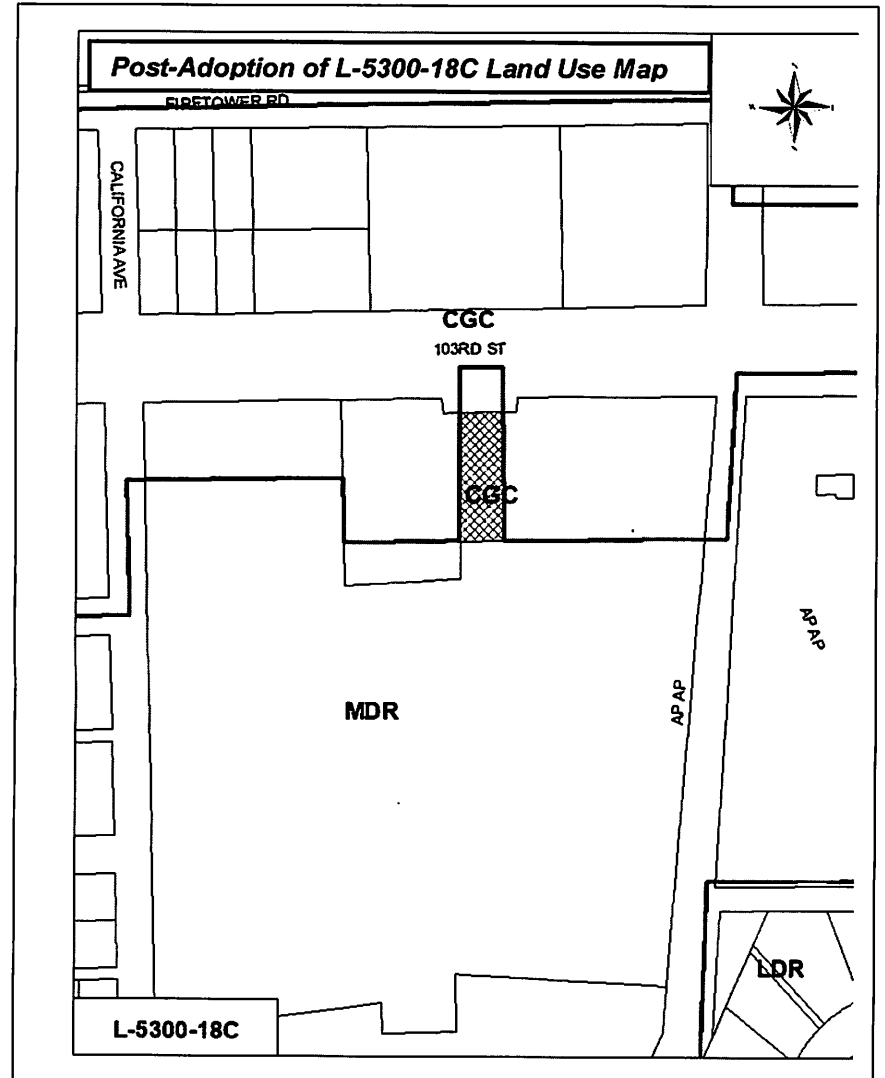 Post-Adoption of L-5300-18C Land Use Map
FIRETOWER RD
CALIFORNIA AVE
CGC
103RD ST
CGC
AP AP
AP AP
MDR
LDR
L-5300-18C